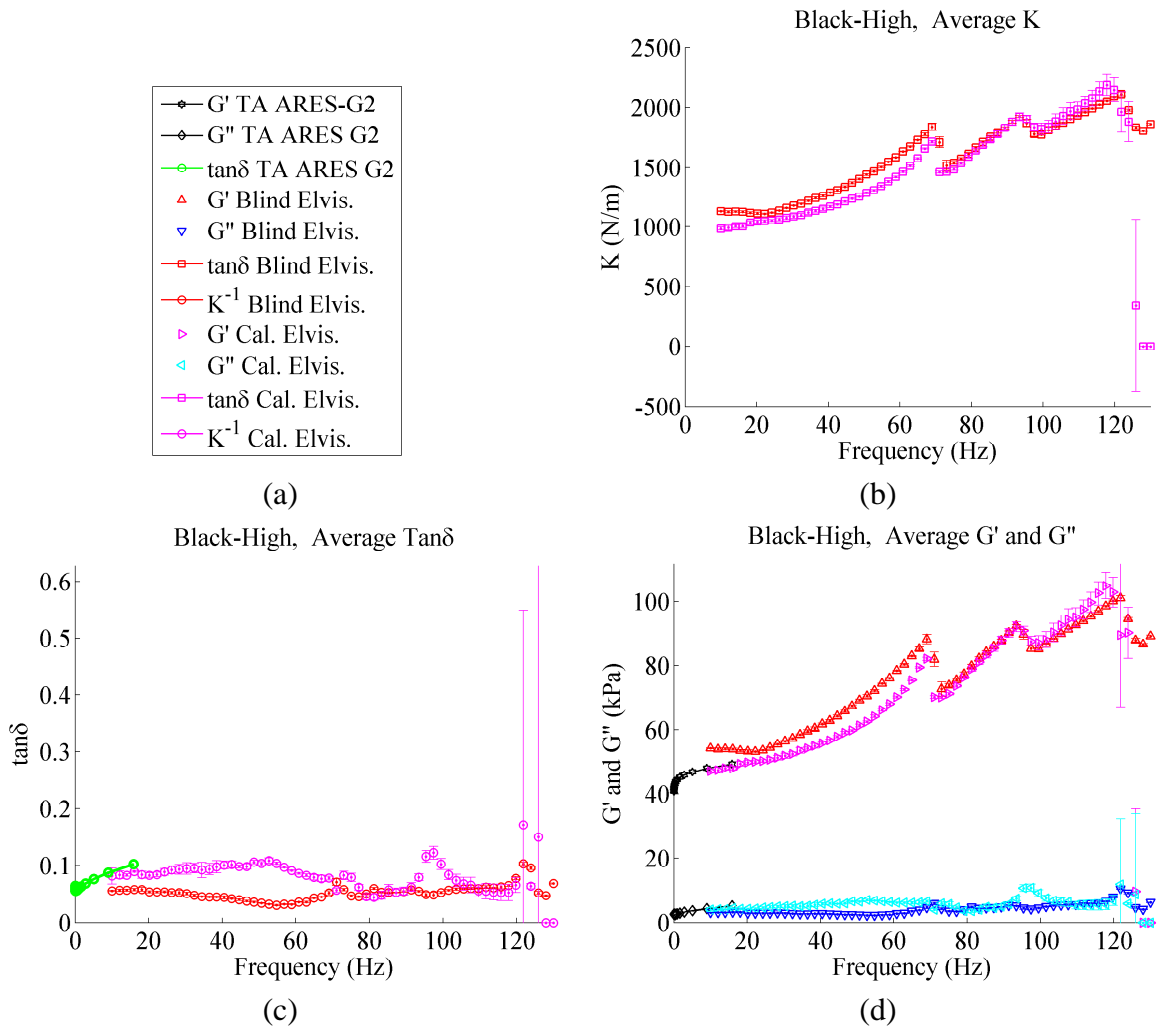 G' TA ARES-G2
G" TA ARES G2
tanδ TA ARES G2
G' Blind Elvis.
G" Blind Elvis.
tanδ Blind Elvis.
K-1 Blind Elvis.
G' Cal. Elvis.
G" Cal. Elvis.
tanδ Cal. Elvis.
K-1 Cal. Elvis.
(a)
Black-High, Average K
2500
2000
1500
1000
500
0
-500
K (N/m)
0 20 40 60 80 100 120
Frequency (Hz)
(b)
Black-High, Average Tanδ
0.6
0.5
0.4
0.3
0.2
0.1
0
tanδ
0 20 40 60 80 100 120
Frequency (Hz)
(c)
Black-High, Average G' and G"
100
80
60
40
20
0
G' and G" (kPa)
0 20 40 60 80 100 120
Frequency (Hz)
(d)